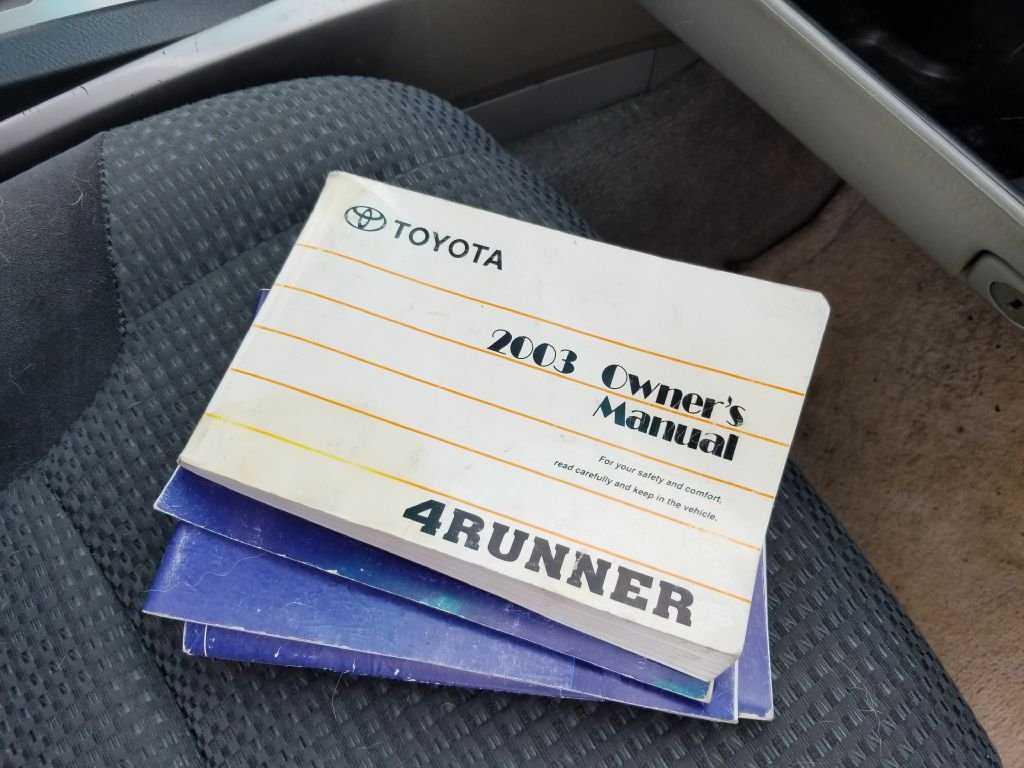 TOYOTA
2003 Owner's
Manual
For your safety and comfort,
read carefully and keep in the vehicle.
4RUNNER